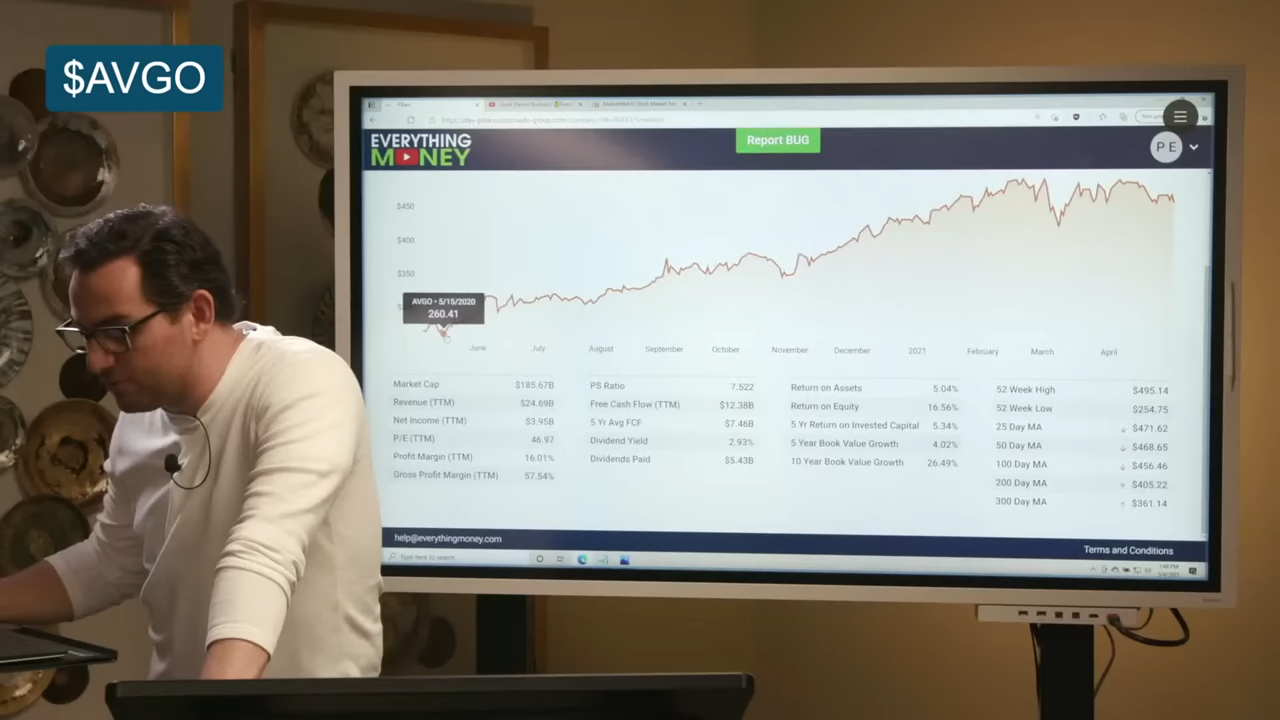 $AVGO
EVERYTHING
MONEY
Report BUG
P E
$450
$400
$350
AVGO • 5/15/2020
260.41
June July August September October November December 2021 February March April
Market Cap $185.67B
Revenue (TTM) $24.69B
Net Income (TTM) $3.95B
P/E (TTM) 46.97
Profit Margin (TTM) 16.01%
Gross Profit Margin (TTM) 57.54%
PS Ratio 7.522
Free Cash Flow (TTM) $12.38B
5 Yr Avg FCF $7.46B
Dividend Yield 2.93%
Dividends Paid $5.43B
Return on Assets 5.04%
Return on Equity 16.56%
5 Yr Return on Invested Capital 5.34%
5 Year Book Value Growth 4.02%
10 Year Book Value Growth 26.49%
52 Week High $495.14
52 Week Low $254.75
25 Day MA ↓ $471.62
50 Day MA ↓ $468.65
100 Day MA ↓ $456.46
200 Day MA ↑ $405.22
300 Day MA ↑ $361.14
help@everythingmoney.com
Terms and Conditions
Type here to search